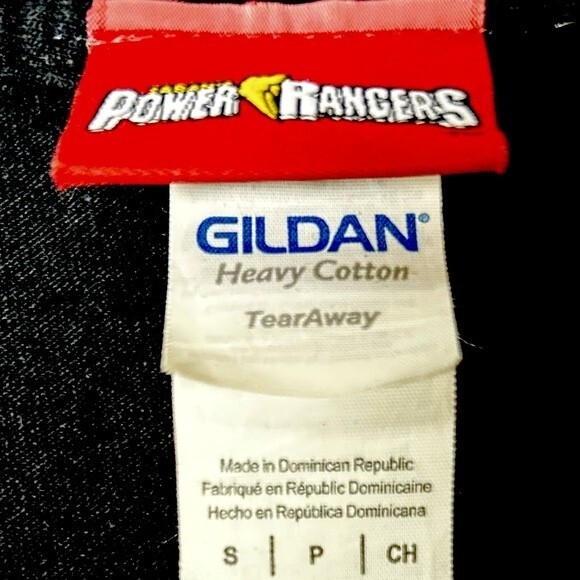 SABAN'S
POWER RANGERS
GILDAN®
Heavy Cotton
TearAway
Made in Dominican Republic
Fabriqué en Républic Dominicaine
Hecho en República Dominicana
S | P | CH